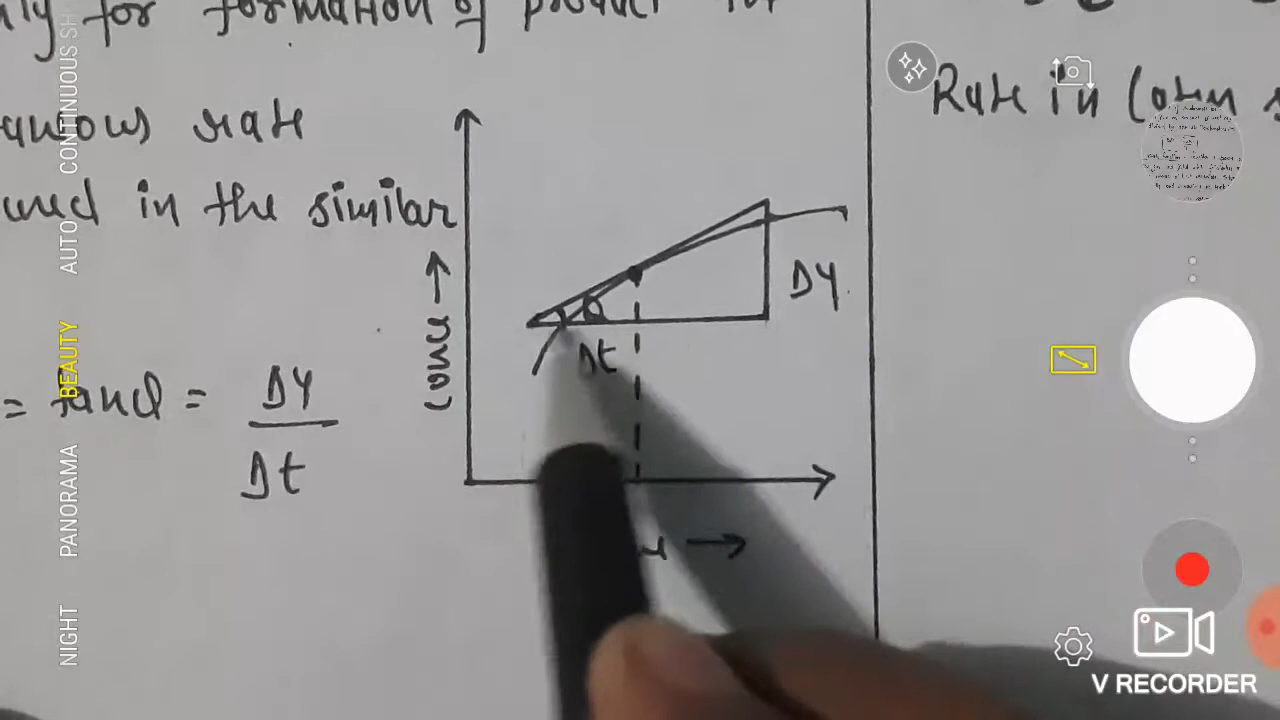 for formation of product
rate
in the similar
= tanθ = Δy
Δt
Conc →
θ
Δt
Δy
→
Rate in
NIGHT PANORAMA BEAUTY AUTO CONTINUOUS SH
V RECORDER